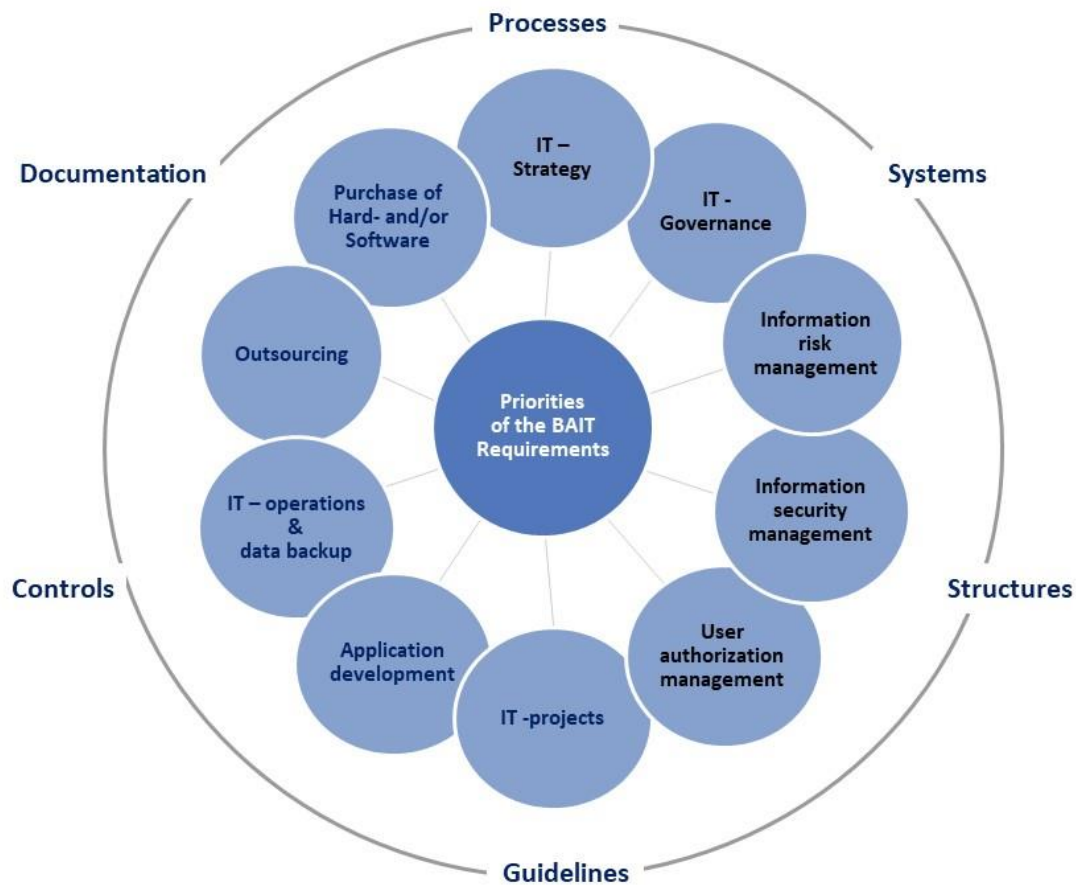 Processes
Documentation
Systems
IT –
Strategy
IT -
Governance
Information
risk
management
Information
security
management
User
authorization
management
IT -projects
Application
development
IT – operations
&
data backup
Outsourcing
Purchase of
Hard- and/or
Software
Priorities
of the BAIT
Requirements
Controls
Structures
Guidelines